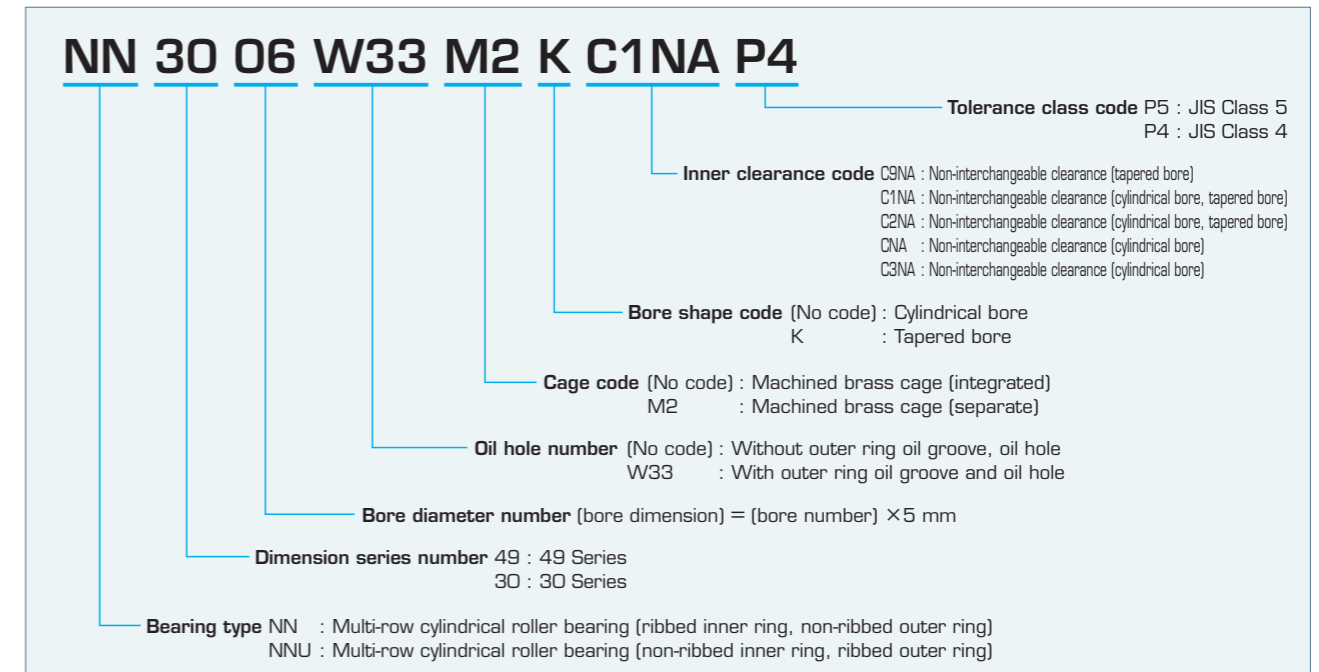 NN 30 06 W33 M2 K C1NA P4
Tolerance class code P5 : JIS Class 5
P4 : JIS Class 4
Inner clearance code C9NA : Non-interchangeable clearance (tapered bore)
C1NA : Non-interchangeable clearance (cylindrical bore, tapered bore)
C2NA : Non-interchangeable clearance (cylindrical bore, tapered bore)
CNA : Non-interchangeable clearance (cylindrical bore)
C3NA : Non-interchangeable clearance (cylindrical bore)
Bore shape code (No code) : Cylindrical bore
K : Tapered bore
Cage code (No code) : Machined brass cage (integrated)
M2 : Machined brass cage (separate)
Oil hole number (No code) : Without outer ring oil groove, oil hole
W33 : With outer ring oil groove and oil hole
Bore diameter number (bore dimension) = (bore number) ×5 mm
Dimension series number 49 : 49 Series
30 : 30 Series
Bearing type NN : Multi-row cylindrical roller bearing (ribbed inner ring, non-ribbed outer ring)
NNU : Multi-row cylindrical roller bearing (non-ribbed inner ring, ribbed outer ring)